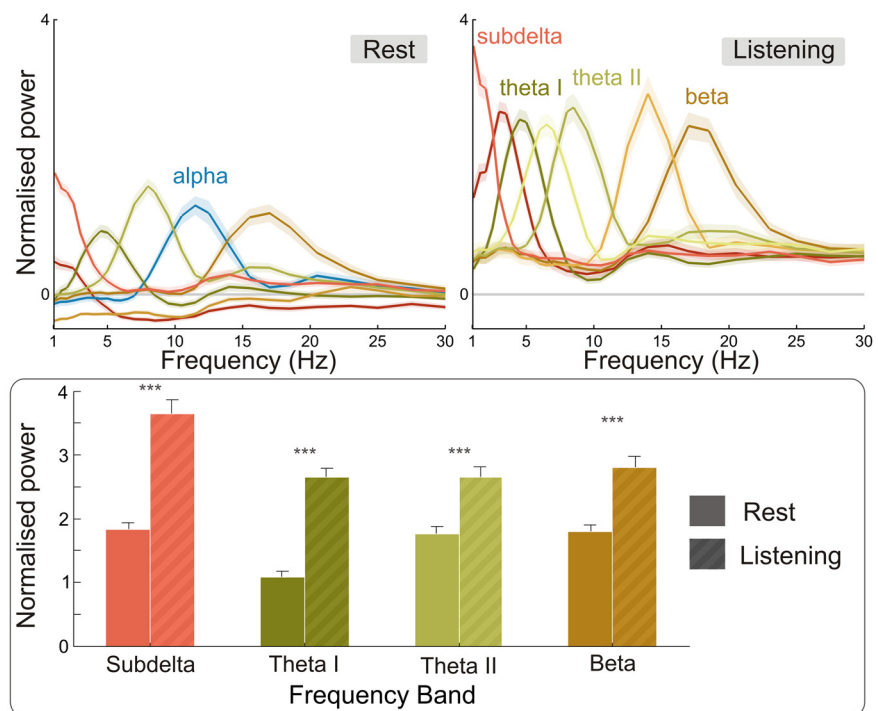 4
0
Normalised power
Rest
alpha
1 5 10 15 20 25 30
Frequency (Hz)
4
0
subdelta
theta I
theta II
beta
Listening
1 5 10 15 20 25 30
Frequency (Hz)
Normalised power
4
3
2
1
0
*** *** *** ***
Subdelta Theta I Theta II Beta
Frequency Band
Rest
Listening